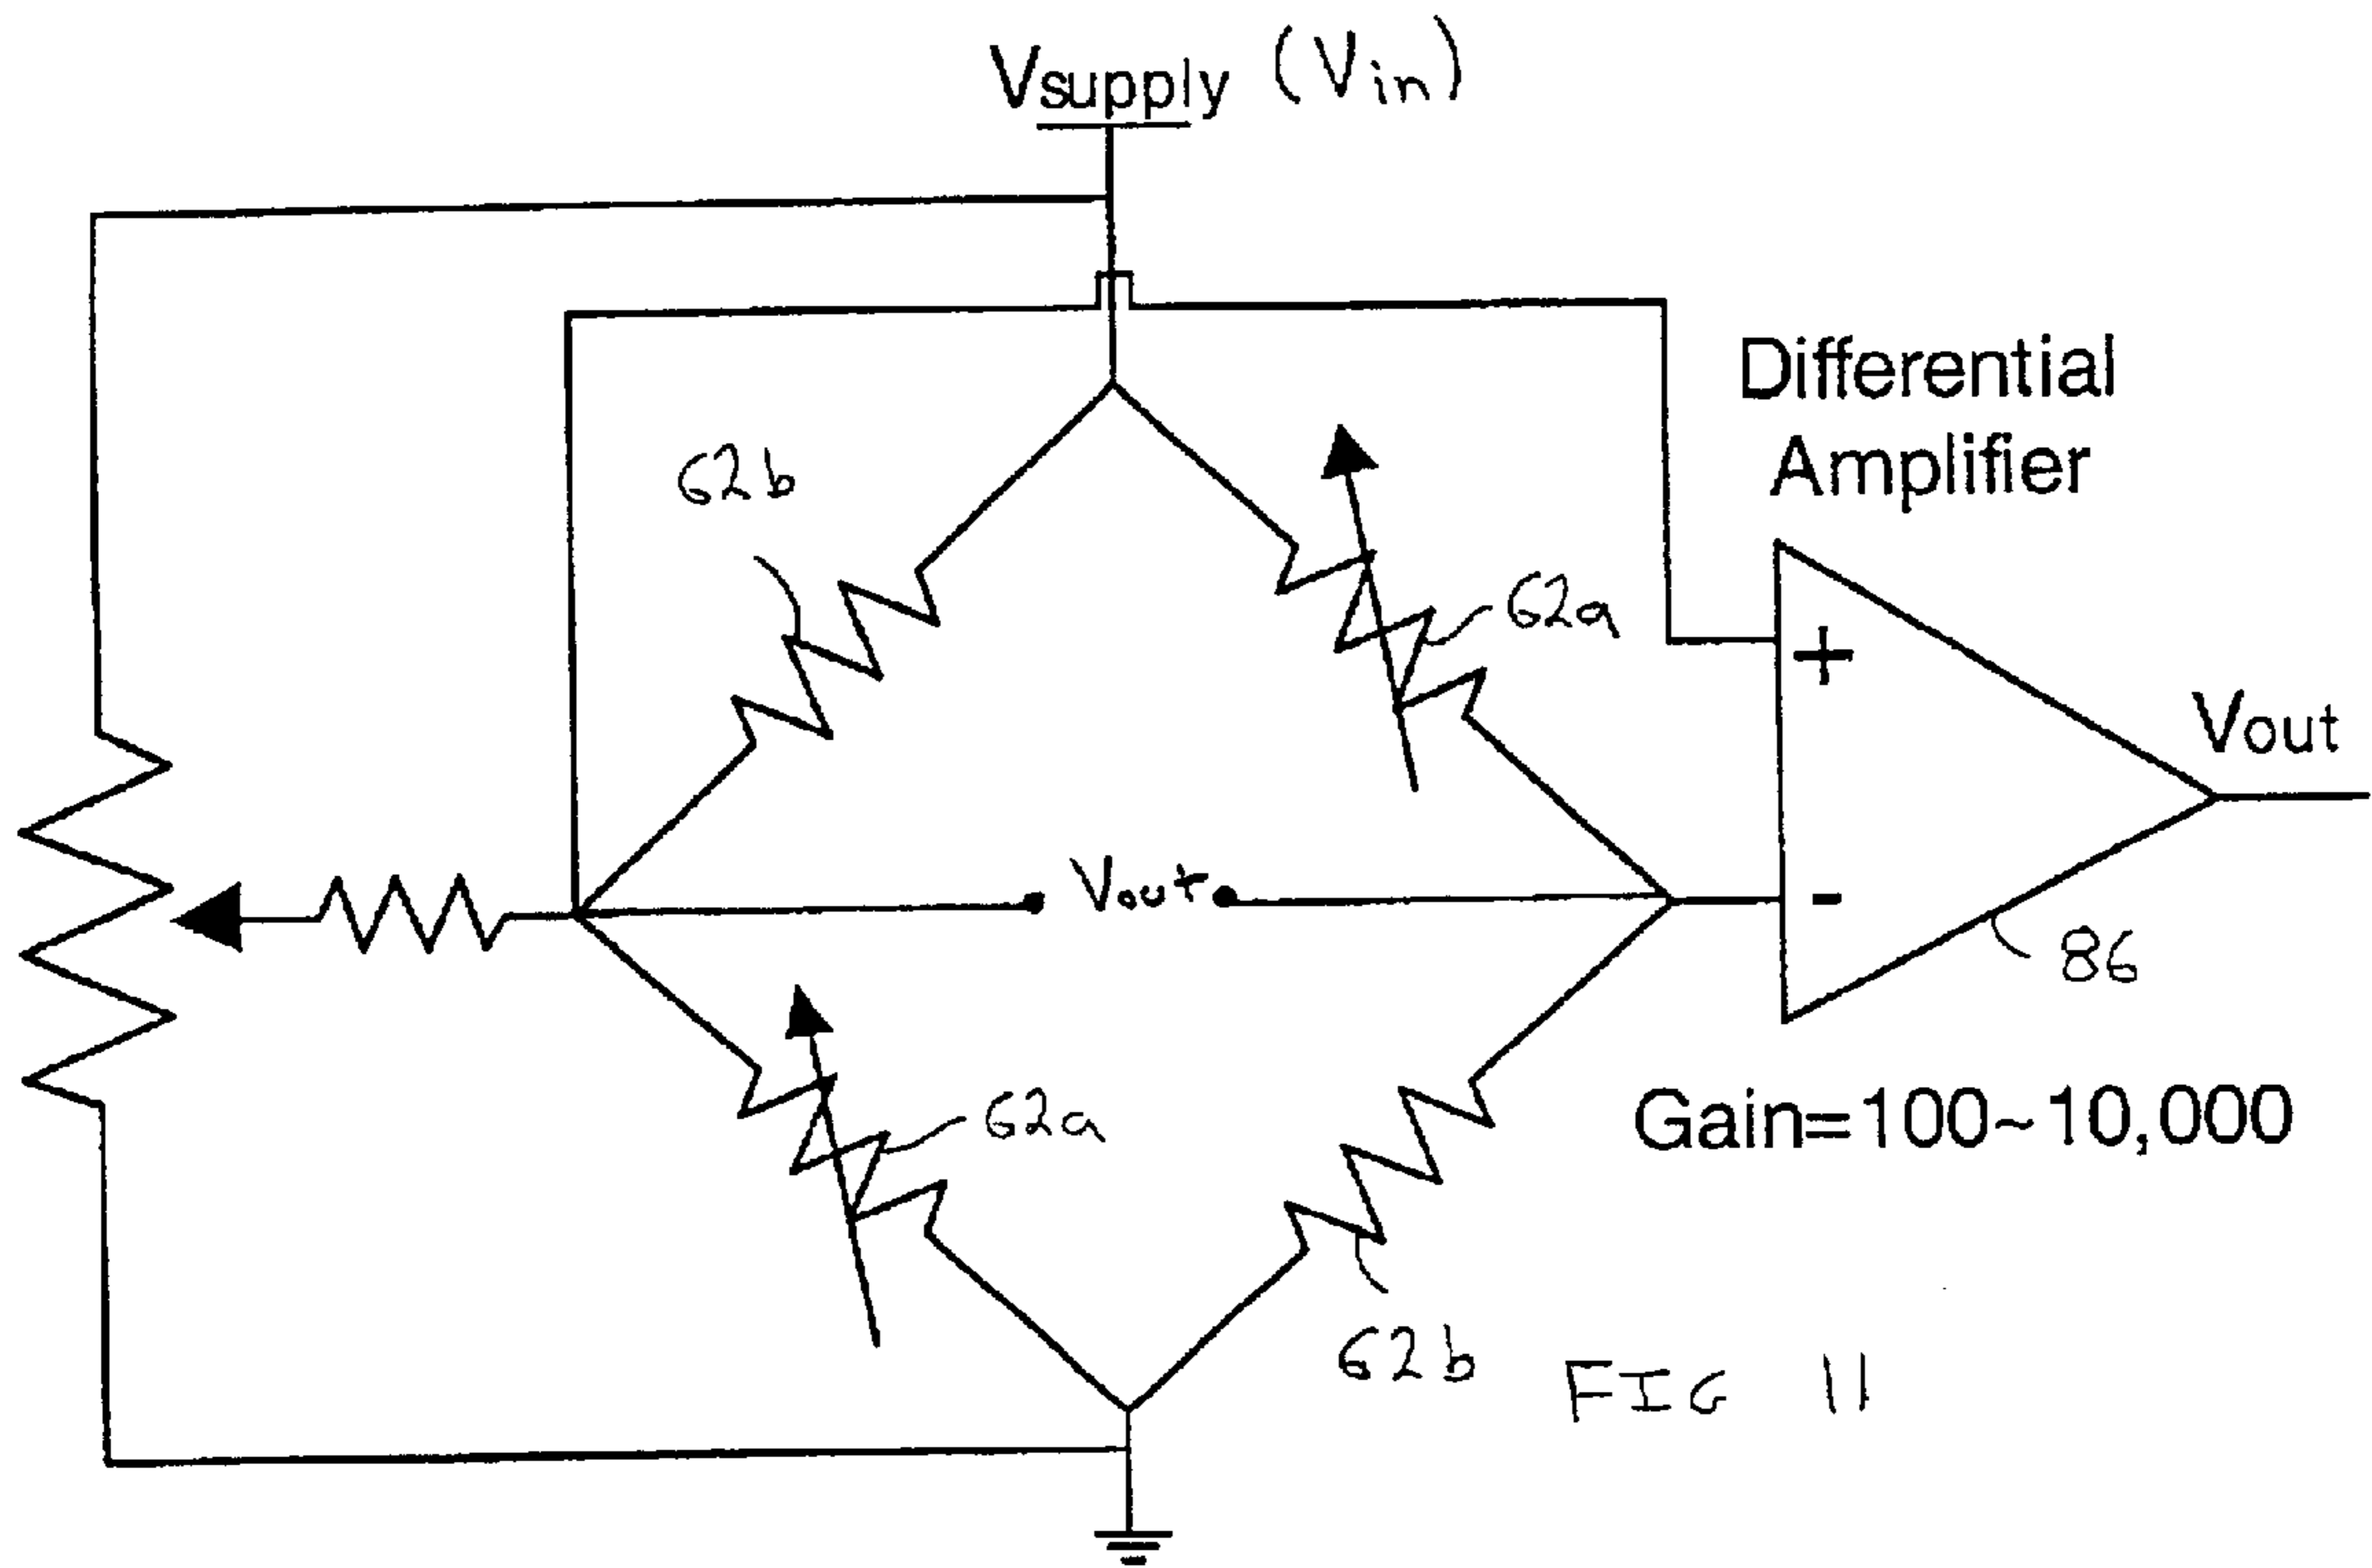 Vsupply (Vin)
Differential
Amplifier
62b
62a
+
Vout
Vout
-
86
62a
Gain=100~10,000
62b
FIG 11